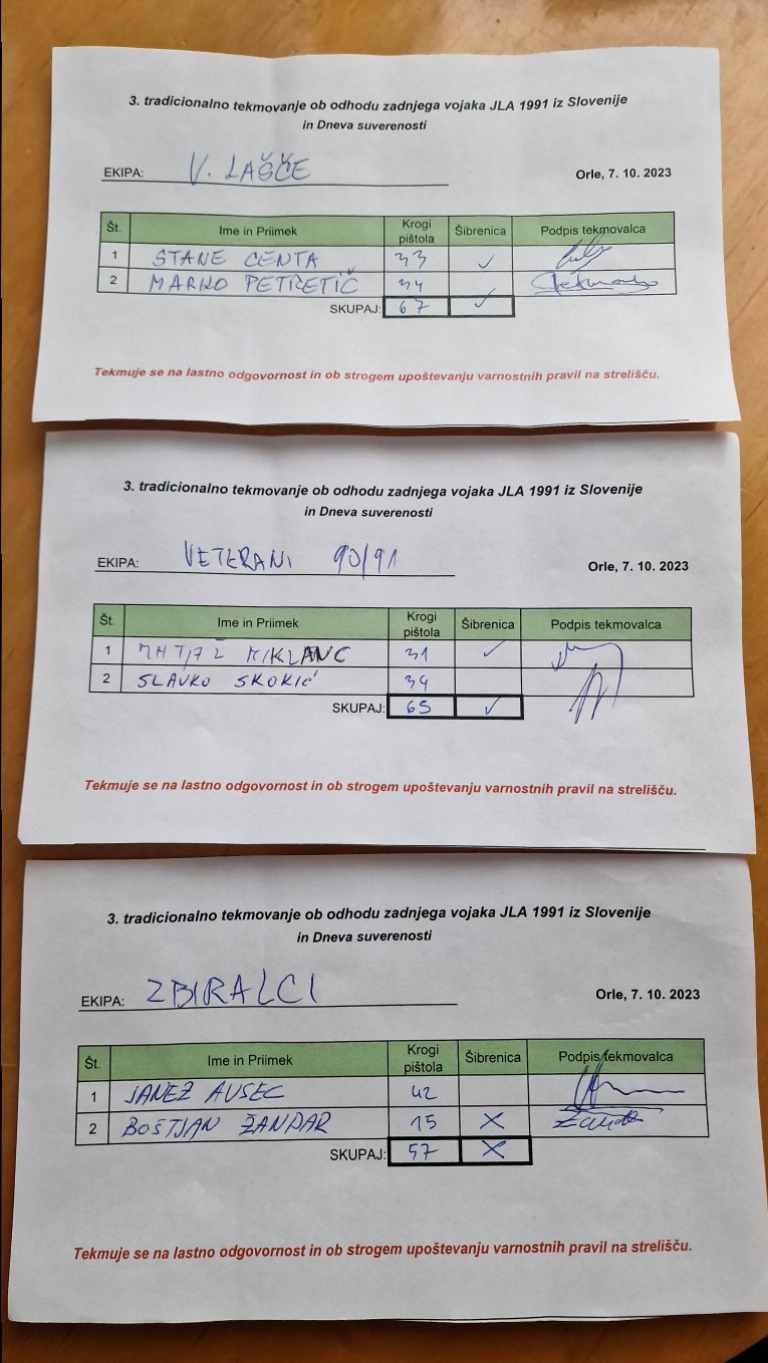 3. tradicionalno tekmovanje ob odhodu zadnjega vojaka JLA 1991 iz Slovenije
in Dneva suverenosti
EKIPA: V. LAŠČE Orle, 7. 10. 2023
Št. Ime in Priimek Krogi pištola Šibrenica Podpis tekmovalca
1 STANE CENTA 33 ✓
2 MARKO PETRETIČ 34
SKUPAJ: 67 ✓
Tekmuje se na lastno odgovornost in ob strogem upoštevanju varnostnih pravil na strelišču.
3. tradicionalno tekmovanje ob odhodu zadnjega vojaka JLA 1991 iz Slovenije
in Dneva suverenosti
EKIPA: VETERANI 90/91 Orle, 7. 10. 2023
Št. Ime in Priimek Krogi pištola Šibrenica Podpis tekmovalca
1 MIKLANC 31 ✓
2 SLAVKO SKOKIĆ 34
SKUPAJ: 65 ✓
Tekmuje se na lastno odgovornost in ob strogem upoštevanju varnostnih pravil na strelišču.
3. tradicionalno tekmovanje ob odhodu zadnjega vojaka JLA 1991 iz Slovenije
in Dneva suverenosti
EKIPA: ZBIRALCI Orle, 7. 10. 2023
Št. Ime in Priimek Krogi pištola Šibrenica Podpis tekmovalca
1 JANEZ AVSEC 42
2 BOŠTJAN ŽANDAR 15 X
SKUPAJ: 57 X
Tekmuje se na lastno odgovornost in ob strogem upoštevanju varnostnih pravil na strelišču.